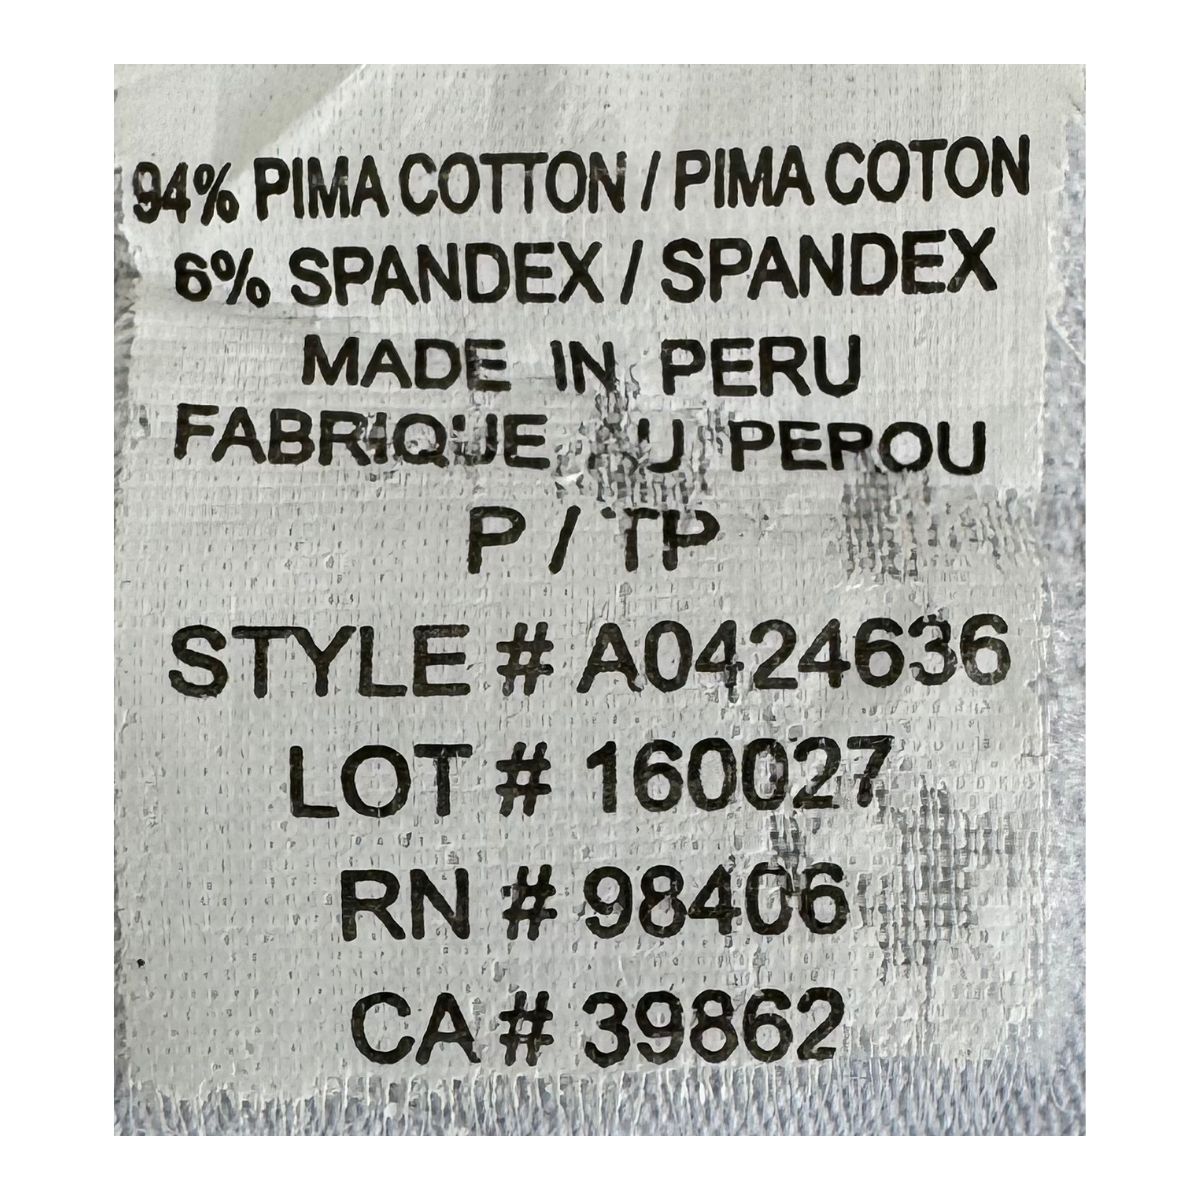 94% PIMA COTTON / PIMA COTON
6% SPANDEX / SPANDEX
MADE IN PERU
FABRIQUE AU PEROU
P / TP
STYLE # A0424636
LOT # 160027
RN # 98406
CA # 39862